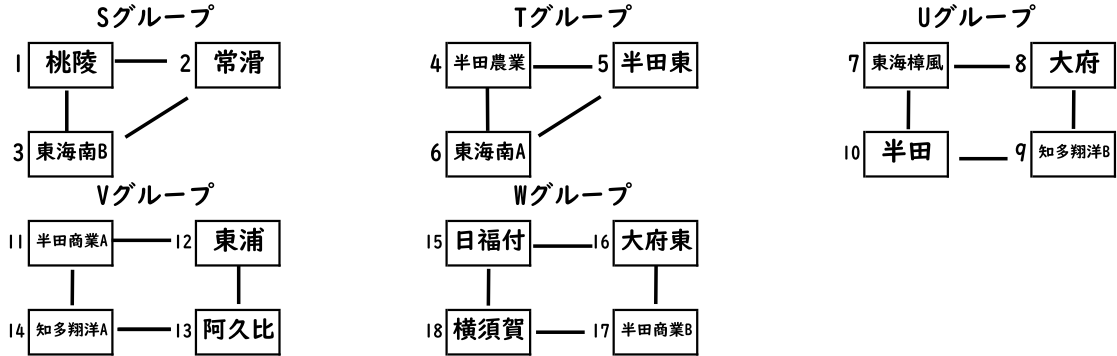 Sグループ
1 桃陵
2 常滑
3 東海南B
Tグループ
4 半田農業
5 半田東
6 東海南A
Uグループ
7 東海樟風
8 大府
10 半田
9 知多翔洋B
Vグループ
11 半田商業A
12 東浦
14 知多翔洋A
13 阿久比
Wグループ
15 日福付
16 大府東
18 横須賀
17 半田商業B